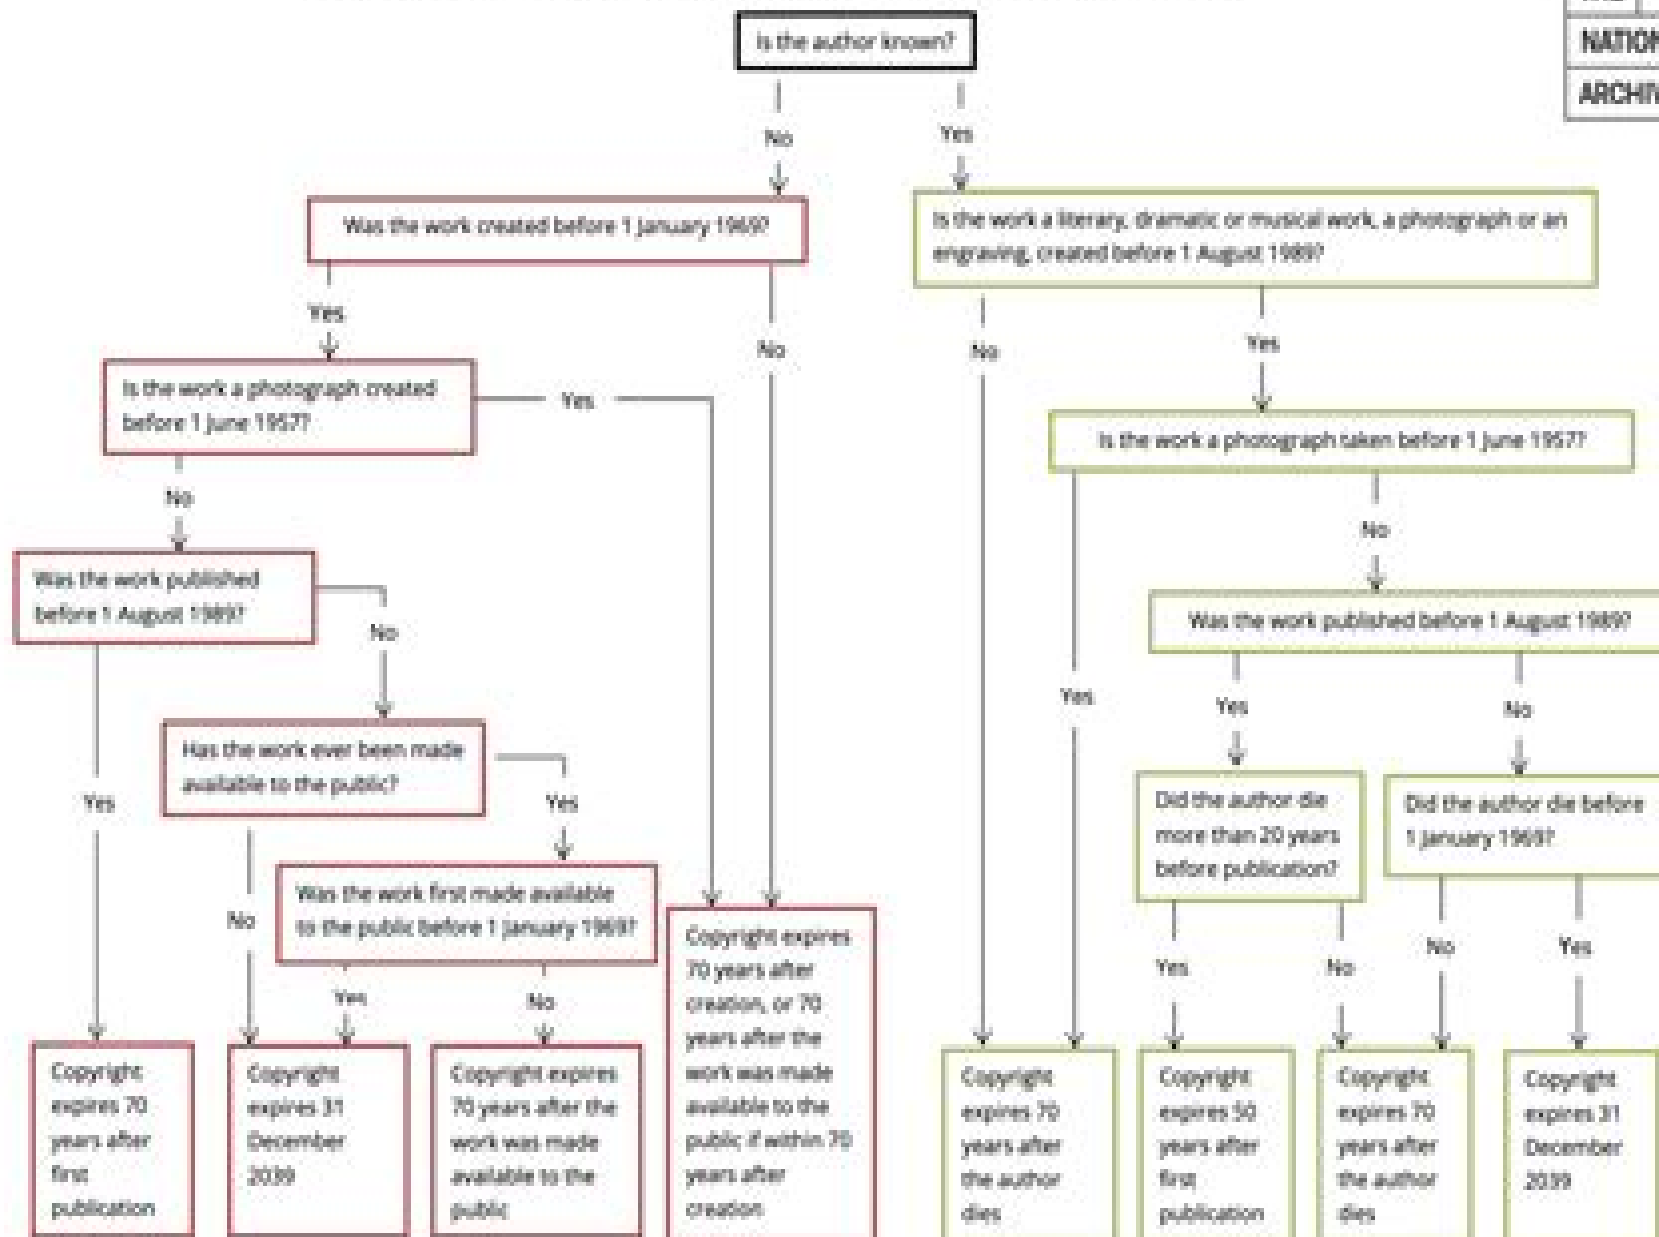 NATION
ARCHIV
Is the author known?
No
Yes
Was the work created before 1 January 1969?
Is the work a literary, dramatic or musical work, a photograph or an
engraving, created before 1 August 1989?
Yes
No
No
Yes
Is the work a photograph created
before 1 June 1957?
Yes
Is the work a photograph taken before 1 June 1957?
No
No
Was the work published
before 1 August 1989?
No
Was the work published before 1 August 1989?
Yes
Yes
No
Has the work ever been made
available to the public?
Yes
Yes
Did the author die
more than 20 years
before publication?
Did the author die before
1 January 1969?
No
Was the work first made available
to the public before 1 January 1969?
Yes
No
Yes
No
No
Yes
Copyright
expires 70
years after
first
publication
Copyright
expires 31
December
2039
Copyright expires
70 years after the
work was made
available to the
public
Copyright expires
70 years after
creation, or 70
years after the
work was made
available to the
public if within 70
years after
creation
Copyright
expires 70
years after
the author
dies
Copyright
expires 50
years after
first
publication
Copyright
expires 70
years after
the author
dies
Copyright
expires 31
December
2039